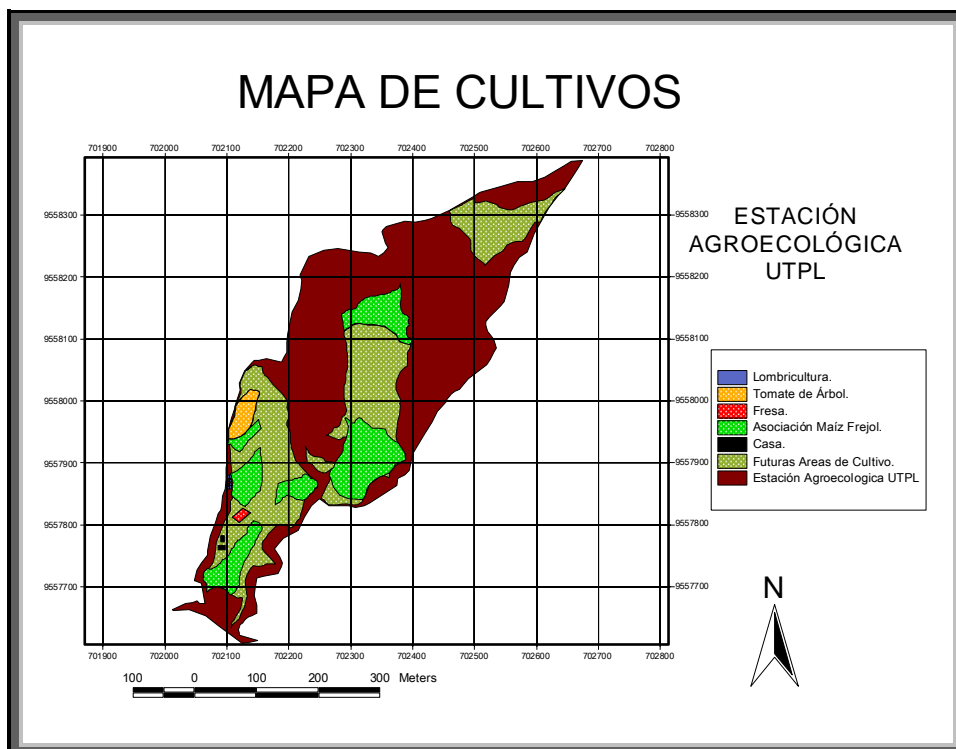 MAPA DE CULTIVOS
701900 702000 702100 702200 702300 702400 702500 702600 702700 702800
9558300 9558300
9558200 9558200
9558100 9558100
9558000 9558000
9557900 9557900
9557800 9557800
9557700 9557700
701900 702000 702100 702200 702300 702400 702500 702600 702700 702800
100 0 100 200 300 Meters
ESTACIÓN
AGROECOLÓGICA
UTPL
Lombricultura.
Tomate de Árbol.
Fresa.
Asociación Maíz Frejol.
Casa.
Futuras Areas de Cultivo.
Estación Agroecologica UTPL
N